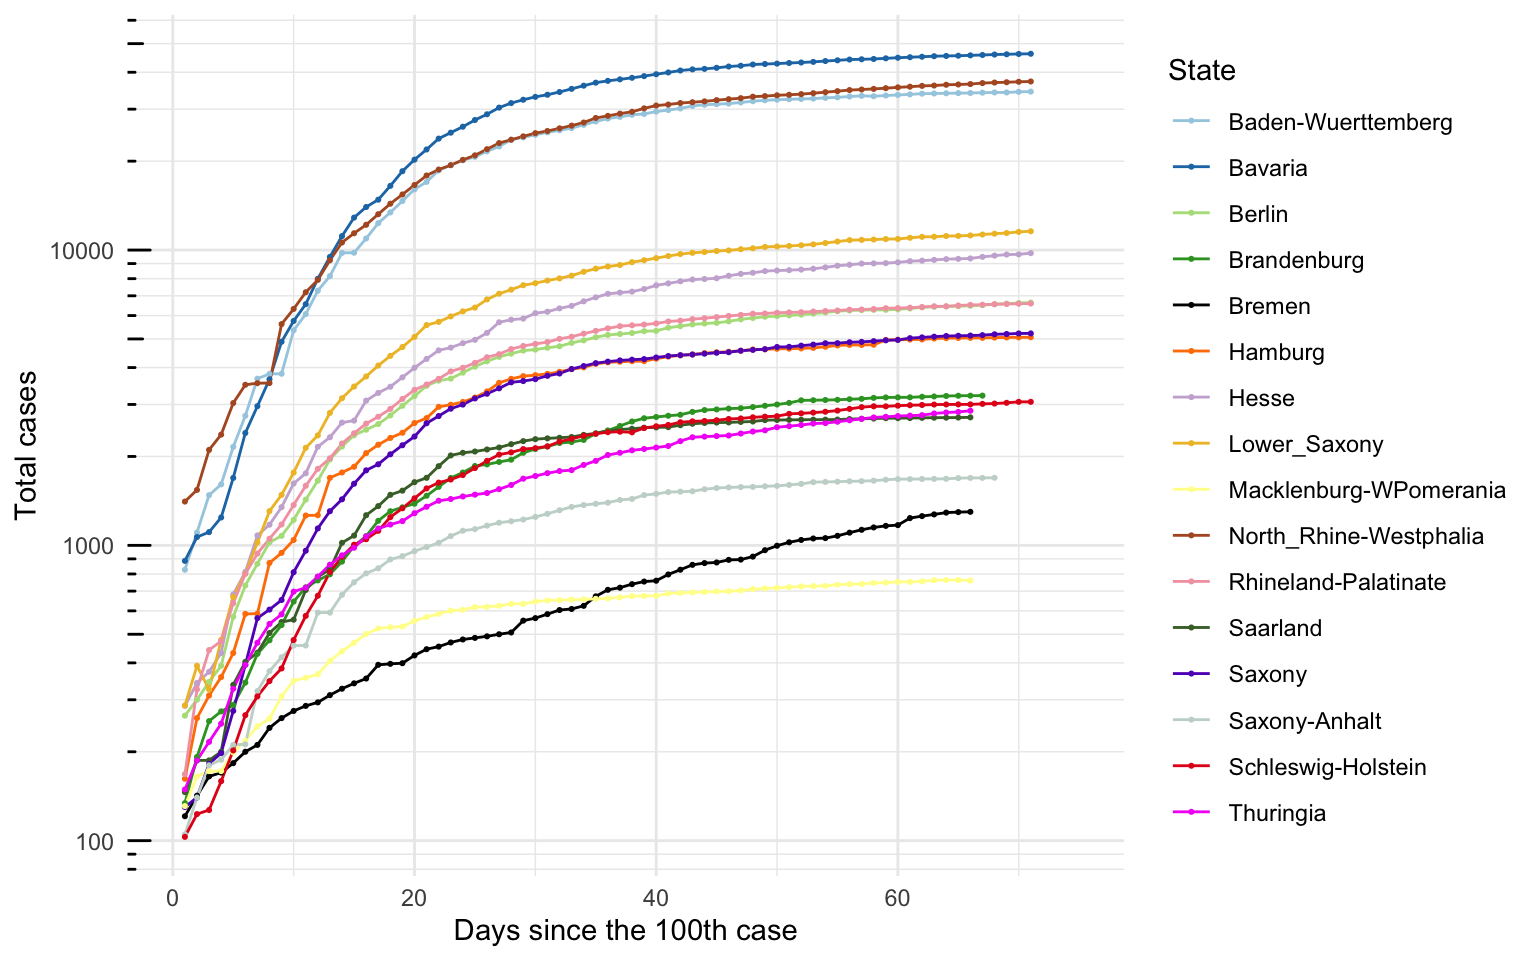 Total cases
10000
1000
100
0 20 40 60
Days since the 100th case
State
Baden-Wuerttemberg
Bavaria
Berlin
Brandenburg
Bremen
Hamburg
Hesse
Lower_Saxony
Macklenburg-WPomerania
North_Rhine-Westphalia
Rhineland-Palatinate
Saarland
Saxony
Saxony-Anhalt
Schleswig-Holstein
Thuringia